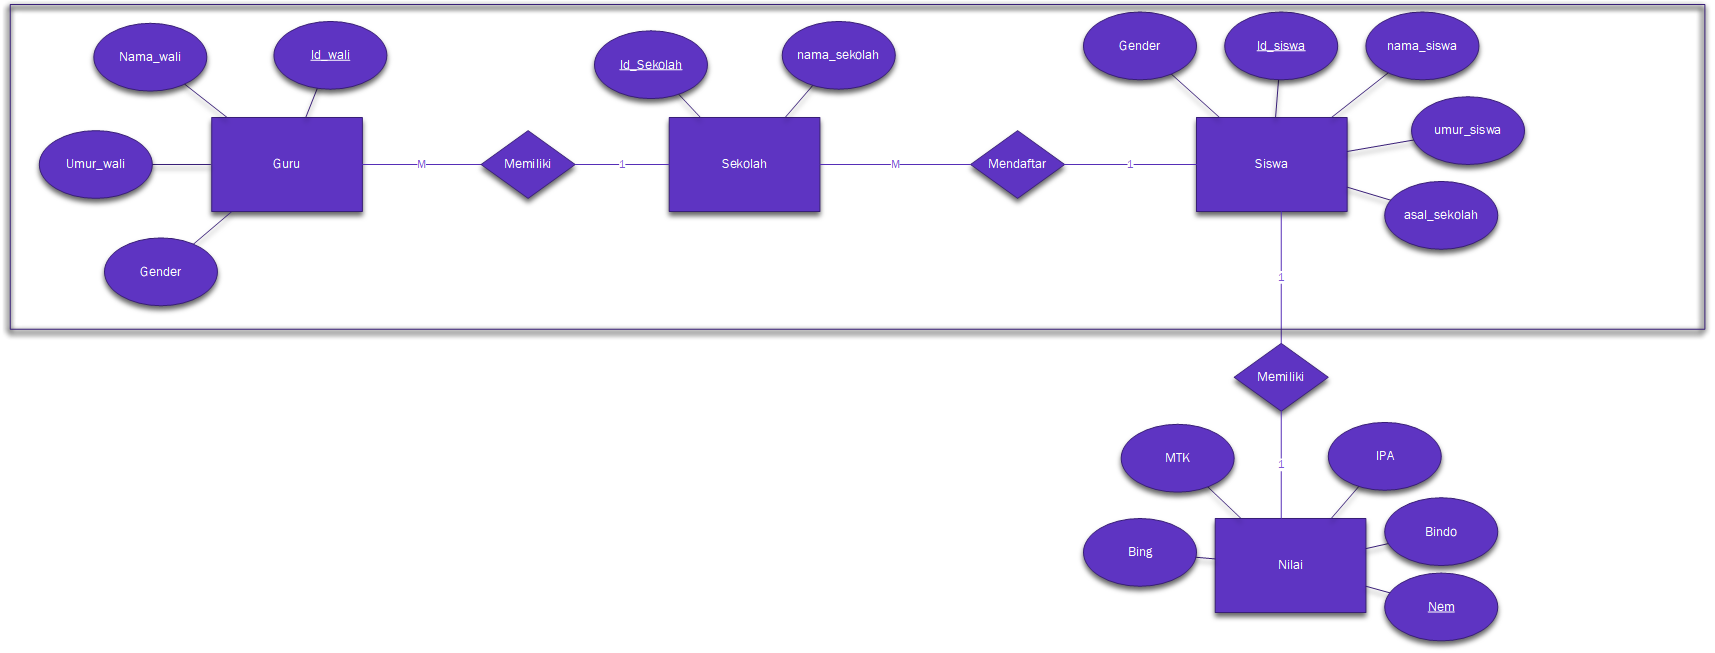 Nama_wali
Id_wali
Umur_wali
Guru
Gender
M
Memiliki
1
Id_Sekolah
nama_sekolah
Sekolah
M
Mendaftar
1
Gender
Id_siswa
nama_siswa
umur_siswa
Siswa
asal_sekolah
1
Memiliki
1
MTK
IPA
Bing
Bindo
Nilai
Nem